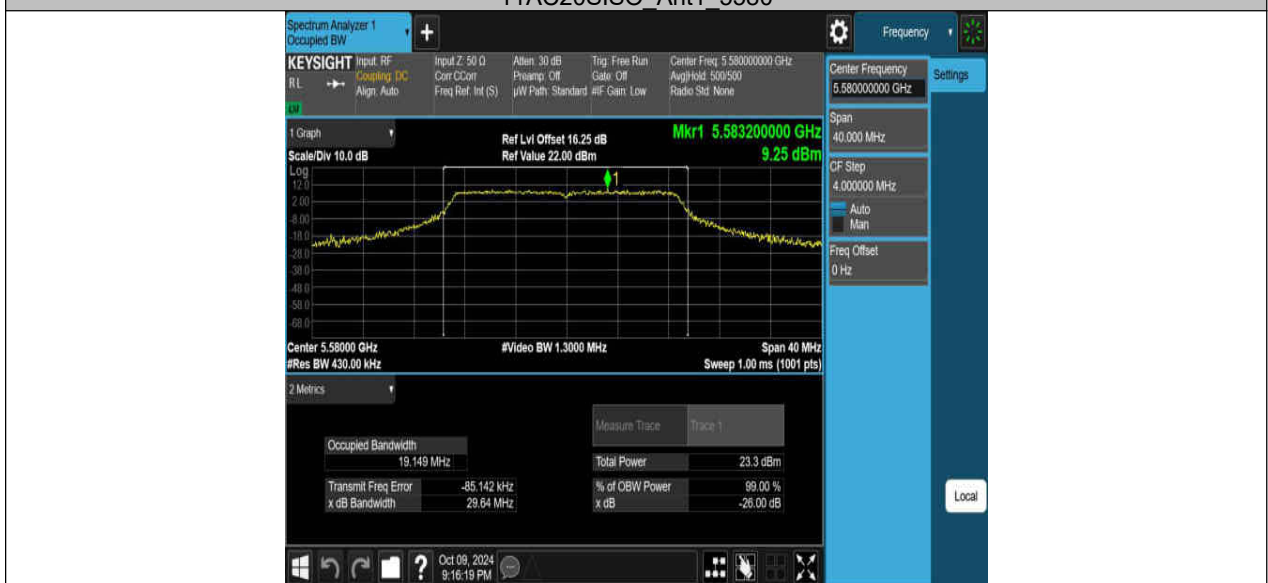 11AC20SISO_Ant1_5580
Spectrum Analyzer 1
Occupied BW
+
Frequency
KEYSIGHT
RL
Input: RF
Coupling: DC
Align: Auto
Input Z: 50 Ω
Corr CCorr
Freq Ref: Int (S)
Atten: 30 dB
Preamp: Off
µW Path: Standard
Trig: Free Run
Gate: Off
#IF Gain: Low
Center Freq: 5.580000000 GHz
Avg|Hold: 500/500
Radio Std: None
Center Frequency
5.580000000 GHz
Settings
Span
40.000 MHz
CF Step
4.000000 MHz
Auto
Man
Freq Offset
0 Hz
Local
1 Graph
Scale/Div 10.0 dB
Ref Lvl Offset 16.25 dB
Ref Value 22.00 dBm
Mkr1 5.583200000 GHz
9.25 dBm
Log
12.0
2.00
-8.00
-18.0
-28.0
-38.0
-48.0
-58.0
-68.0
1
Center 5.58000 GHz
#Res BW 430.00 kHz
#Video BW 1.3000 MHz
Span 40 MHz
Sweep 1.00 ms (1001 pts)
2 Metrics
Measure Trace Trace 1
Occupied Bandwidth
19.149 MHz
Total Power 23.3 dBm
Transmit Freq Error -85.142 kHz
% of OBW Power 99.00 %
x dB Bandwidth 29.64 MHz
x dB -26.00 dB
?
Oct 09, 2024
9:16:19 PM